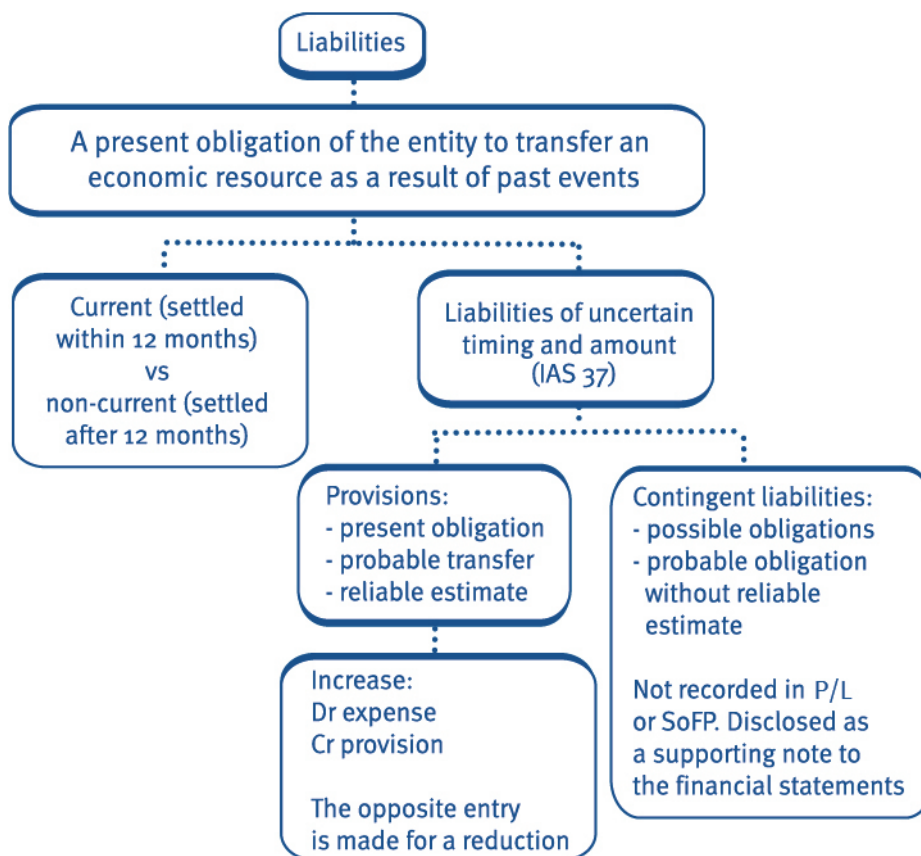 Liabilities
A present obligation of the entity to transfer an
economic resource as a result of past events
Current (settled
within 12 months)
vs
non-current (settled
after 12 months)
Liabilities of uncertain
timing and amount
(IAS 37)
Provisions:
- present obligation
- probable transfer
- reliable estimate
Contingent liabilities:
- possible obligations
- probable obligation
without reliable
estimate
Not recorded in P/L
or SoFP. Disclosed as
a supporting note to
the financial statements
Increase:
Dr expense
Cr provision
The opposite entry
is made for a reduction